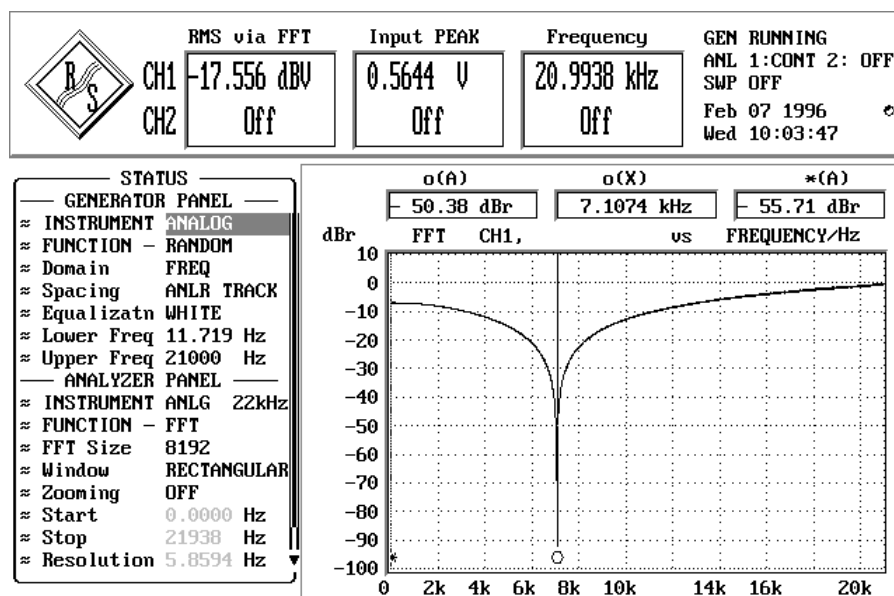 RMS via FFT Input PEAK Frequency
GEN RUNNING
ANL 1:CONT 2: OFF
SWP OFF
Feb 07 1996
Wed 10:03:47
R S
CH1 -17.556 dBV 0.5644 V 20.9938 kHz
CH2 Off Off Off
STATUS
GENERATOR PANEL
≈ INSTRUMENT ANALOG
≈ FUNCTION - RANDOM
≈ Domain FREQ
≈ Spacing ANLR TRACK
≈ Equalizatn WHITE
≈ Lower Freq 11.719 Hz
≈ Upper Freq 21000 Hz
ANALYZER PANEL
≈ INSTRUMENT ANLG 22kHz
≈ FUNCTION - FFT
≈ FFT Size 8192
≈ Window RECTANGULAR
≈ Zooming OFF
≈ Start 0.0000 Hz
≈ Stop 21938 Hz
≈ Resolution 5.8594 Hz
o(A) o(X) *(A)
- 50.38 dBr 7.1074 kHz - 55.71 dBr
dBr FFT CH1, vs FREQUENCY/Hz
10
0
-10
-20
-30
-40
-50
-60
-70
-80
-90
-100
0 2k 4k 6k 8k 10k 14k 16k 20k